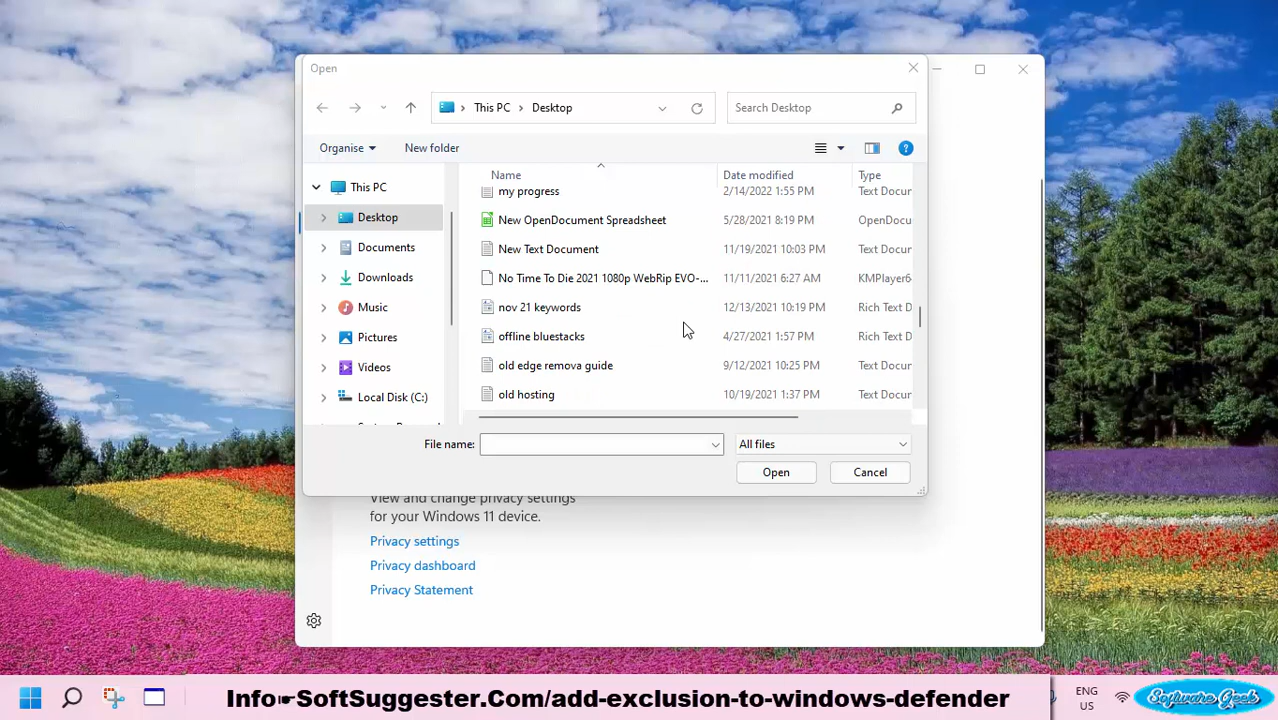 Open
This PC > Desktop
Search Desktop
Organise
New folder
Name Date modified Type
This PC
Desktop
Documents
Downloads
Music
Pictures
Videos
Local Disk (C:)
my progress 2/14/2022 1:55 PM Text Docur
New OpenDocument Spreadsheet 5/28/2021 8:19 PM OpenDocu
New Text Document 11/19/2021 10:03 PM Text Docur
No Time To Die 2021 1080p WebRip EVO-... 11/11/2021 6:27 AM KMPlayer6
nov 21 keywords 12/13/2021 10:19 PM Rich Text D
offline bluestacks 4/27/2021 1:57 PM Rich Text D
old edge remova guide 9/12/2021 10:25 PM Text Docur
old hosting 10/19/2021 1:37 PM Text Docur
File name:
All files
Open
Cancel
View and change privacy settings
for your Windows 11 device.
Privacy settings
Privacy dashboard
Privacy Statement
Info☛SoftSuggester.Com/add-exclusion-to-windows-defender
ENG
US
Software Geek